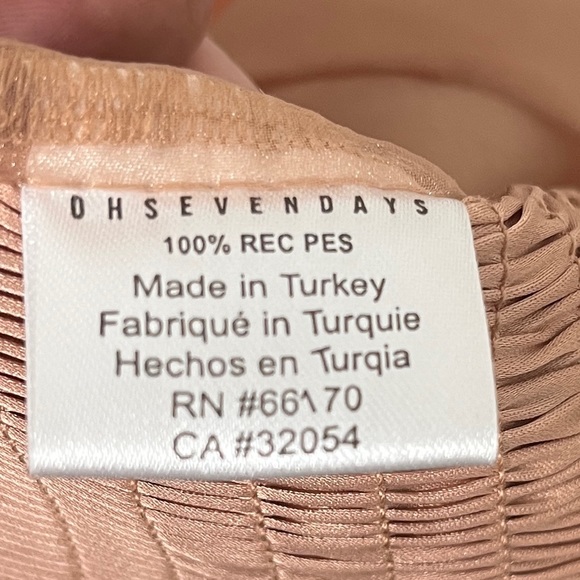 OHSEVENDAYS
100% REC PES
Made in Turkey
Fabriqué in Turquie
Hechos en Turqia
RN #66170
CA #32054